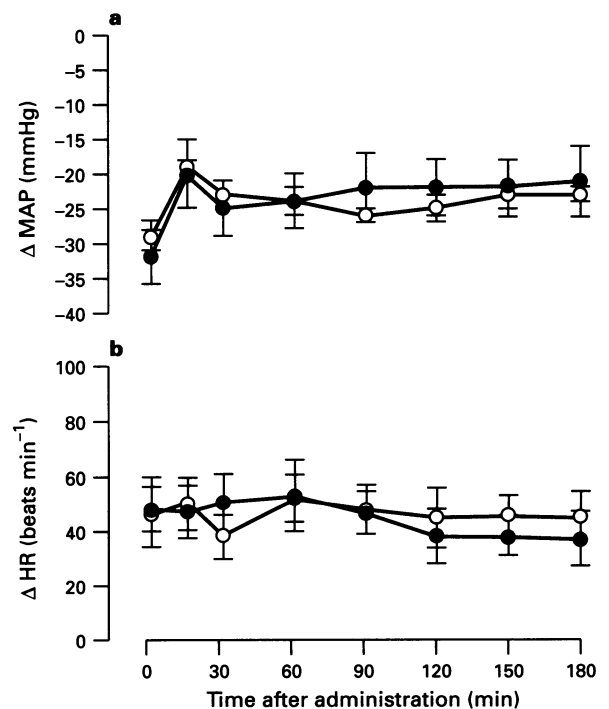 a
0
−5
−10
−15
−20
−25
−30
−35
−40
Δ MAP (mmHg)
b
100
80
60
40
20
0
Δ HR (beats min⁻¹)
0 30 60 90 120 150 180
Time after administration (min)